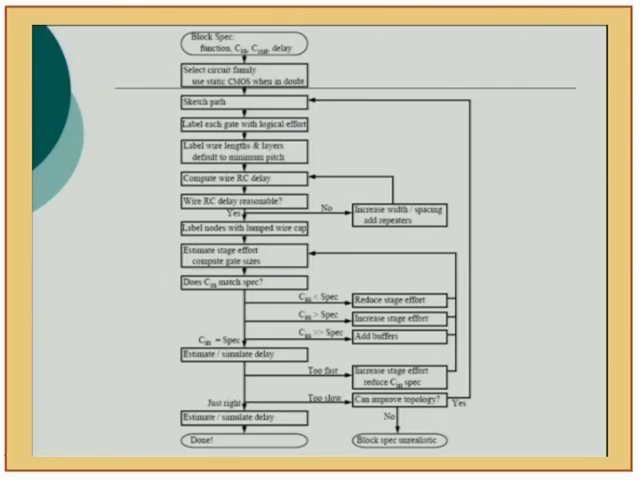 Block Spec:
function, Cin, Cout, delay
Select circuit family
use static CMOS when in doubt
Sketch path
Label each gate with logical effort
Label wire lengths & layers
default to minimum pitch
Compute wire RC delay
Wire RC delay reasonable?
Yes
No
Increase width / spacing
add repeaters
Label nodes with lumped wire cap
Estimate stage effort
compute gate sizes
Does Cin match spec?
Cin < Spec
Reduce stage effort
Cin > Spec
Increase stage effort
Cin >> Spec
Add buffers
Cin = Spec
Estimate / simulate delay
Too fast
Increase stage effort
reduce Cin spec
Just right
Too slow
Can improve topology?
Yes
Estimate / simulate delay
No
Done!
Block spec unrealistic